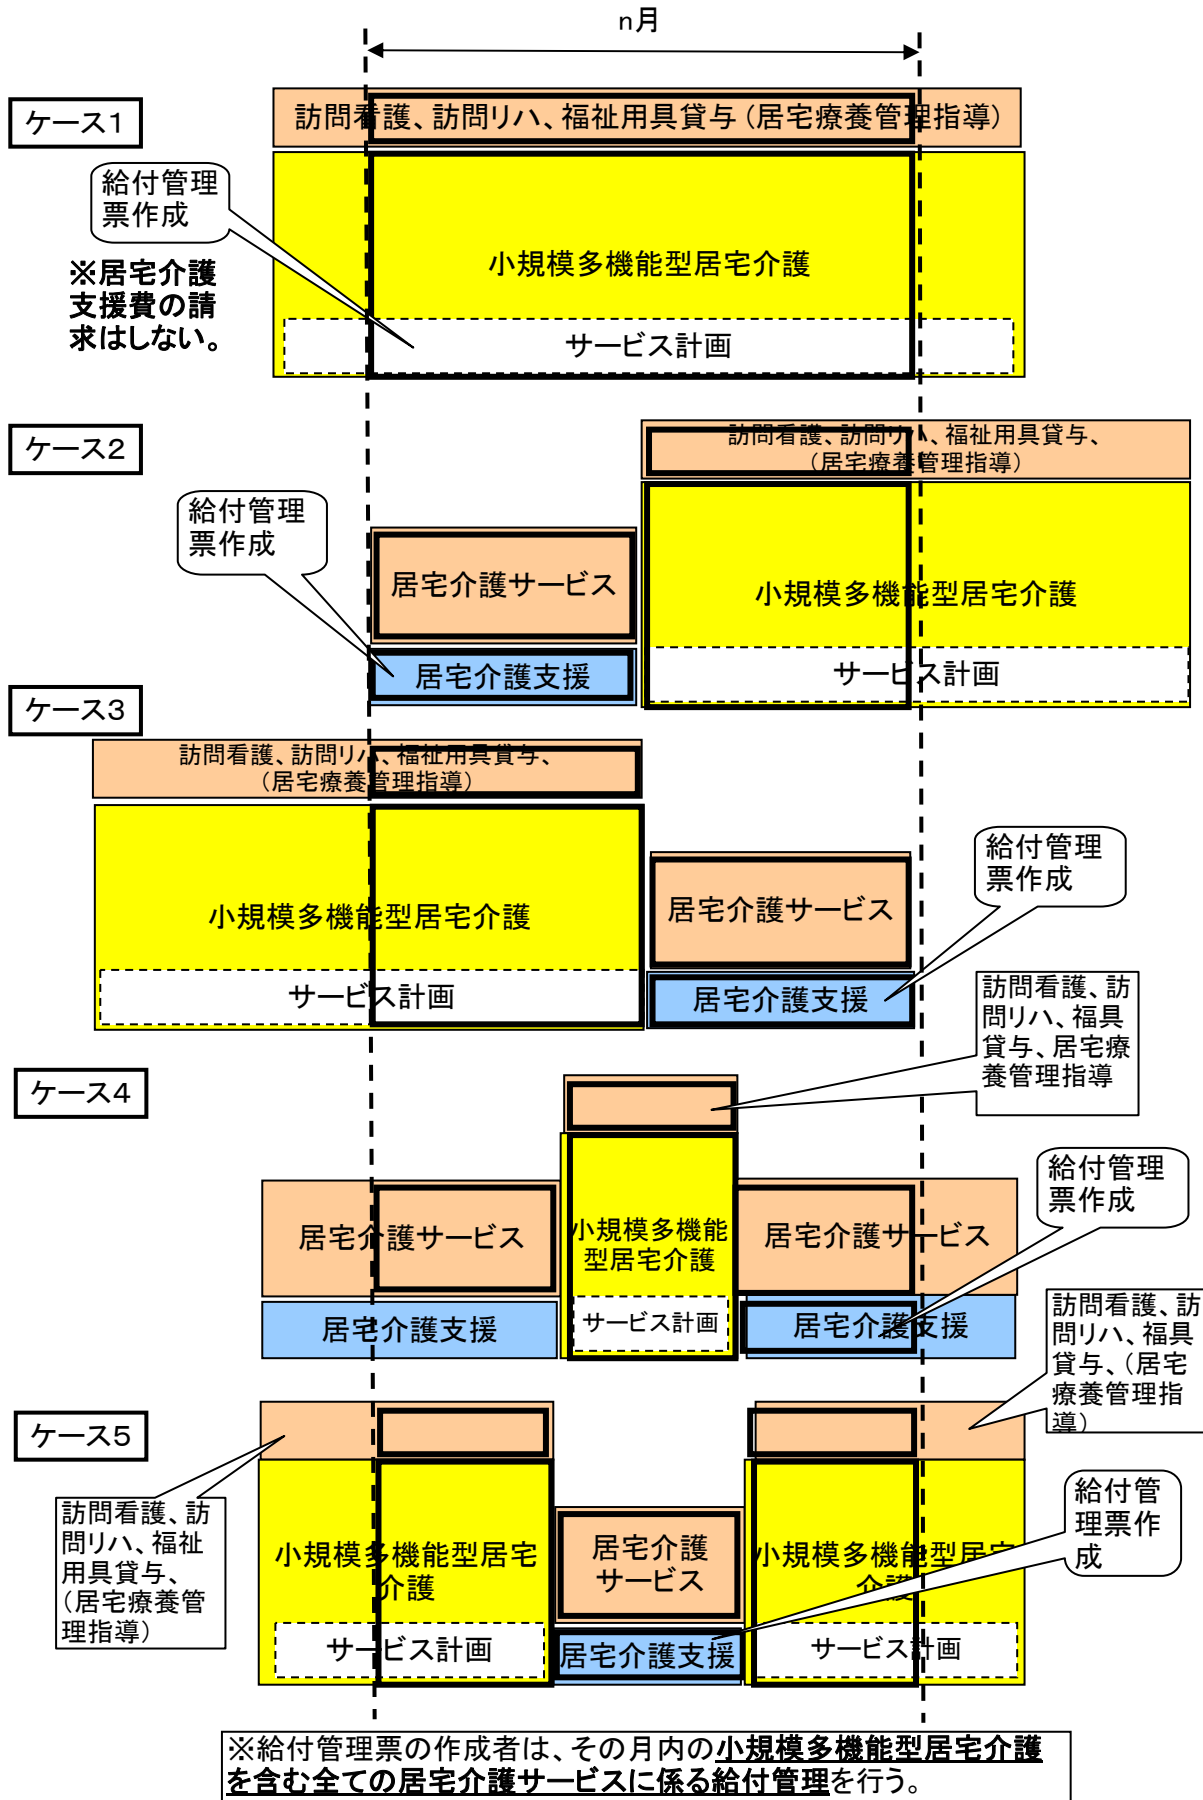 n月
ケース1
訪問看護、訪問リハ、福祉用具貸与（居宅療養管理指導）
給付管理
票作成
※居宅介護
支援費の請
求はしない。
小規模多機能型居宅介護
サービス計画
ケース2
訪問看護、訪問リハ、福祉用具貸与、
（居宅療養管理指導）
給付管理
票作成
居宅介護サービス
居宅介護支援
小規模多機能型居宅介護
サービス計画
ケース3
訪問看護、訪問リハ、福祉用具貸与、
（居宅療養管理指導）
小規模多機能型居宅介護
サービス計画
給付管理
票作成
居宅介護サービス
居宅介護支援
ケース4
訪問看護、訪
問リハ、福具
貸与、居宅療
養管理指導
居宅介護サービス
居宅介護支援
小規模多機能
型居宅介護
サービス計画
給付管理
票作成
居宅介護サービス
居宅介護支援
ケース5
訪問看護、訪
問リハ、福具
貸与、（居宅
療養管理指
導）
訪問看護、訪
問リハ、福祉
用具貸与、
（居宅療養管
理指導）
小規模多機能型居宅
介護
サービス計画
居宅介護
サービス
居宅介護支援
給付管
理票作
成
小規模多機能型居宅
介護
サービス計画
※給付管理票の作成者は、その月内の小規模多機能型居宅介護
を含む全ての居宅介護サービスに係る給付管理を行う。